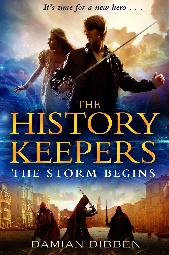 It's time for a new hero . . .
THE
HISTORY
KEEPERS
THE STORM BEGINS
DAMIAN DIBBEN